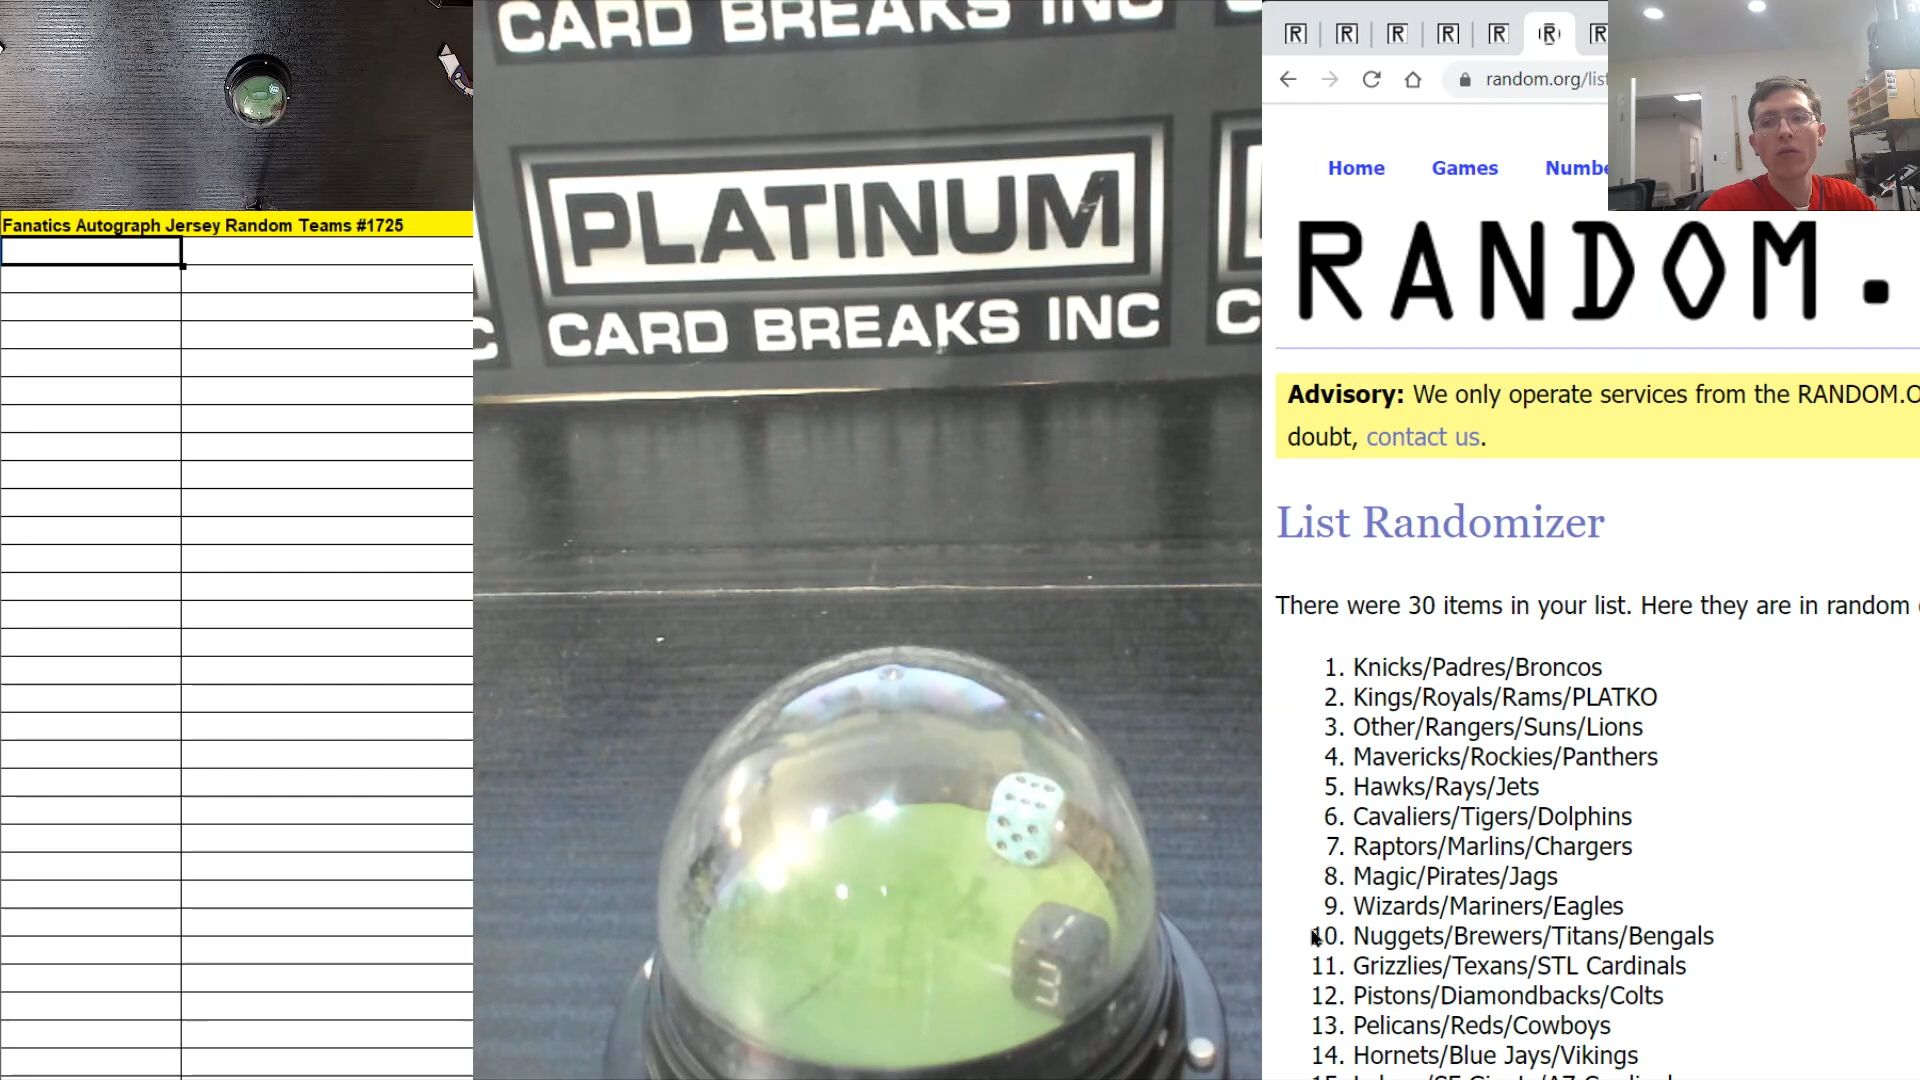 CARD BREAKS INC
PLATINUM
CARD BREAKS INC
Fanatics Autograph Jersey Random Teams #1725
random.org/list
Home Games Numbe
RANDOM.
Advisory: We only operate services from the RANDOM.O
doubt, contact us.
List Randomizer
There were 30 items in your list. Here they are in random
1. Knicks/Padres/Broncos
2. Kings/Royals/Rams/PLATKO
3. Other/Rangers/Suns/Lions
4. Mavericks/Rockies/Panthers
5. Hawks/Rays/Jets
6. Cavaliers/Tigers/Dolphins
7. Raptors/Marlins/Chargers
8. Magic/Pirates/Jags
9. Wizards/Mariners/Eagles
10. Nuggets/Brewers/Titans/Bengals
11. Grizzlies/Texans/STL Cardinals
12. Pistons/Diamondbacks/Colts
13. Pelicans/Reds/Cowboys
14. Hornets/Blue Jays/Vikings
3